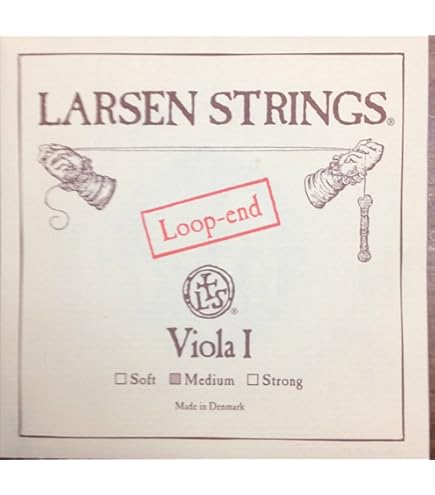 LARSEN STRINGS®
Loop-end
LS
®
Viola I
☐ Soft ■ Medium ☐ Strong
Made in Denmark